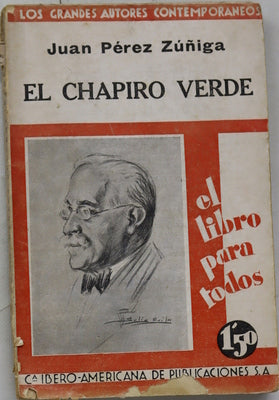 LOS GRANDES AUTORES CONTEMPORANEOS
Juan Pérez Zúñiga
EL CHAPIRO VERDE
el
libro
para
todos
1'50
Cª IBERO-AMERICANA DE PUBLICACIONES S.A